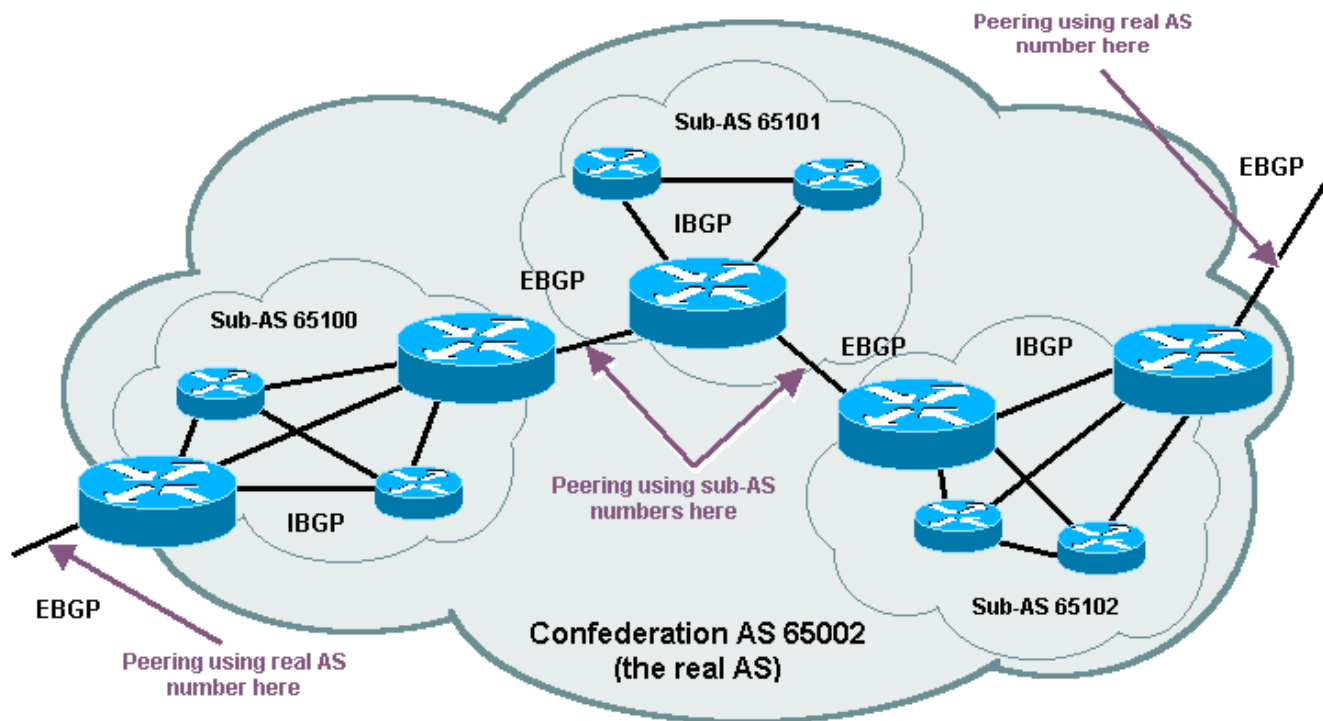 Peering using real AS
number here
Sub-AS 65101
EBGP
IBGP
EBGP
Sub-AS 65100
EBGP
IBGP
Peering using sub-AS
numbers here
IBGP
EBGP
Sub-AS 65102
Confederation AS 65002
(the real AS)
Peering using real AS
number here